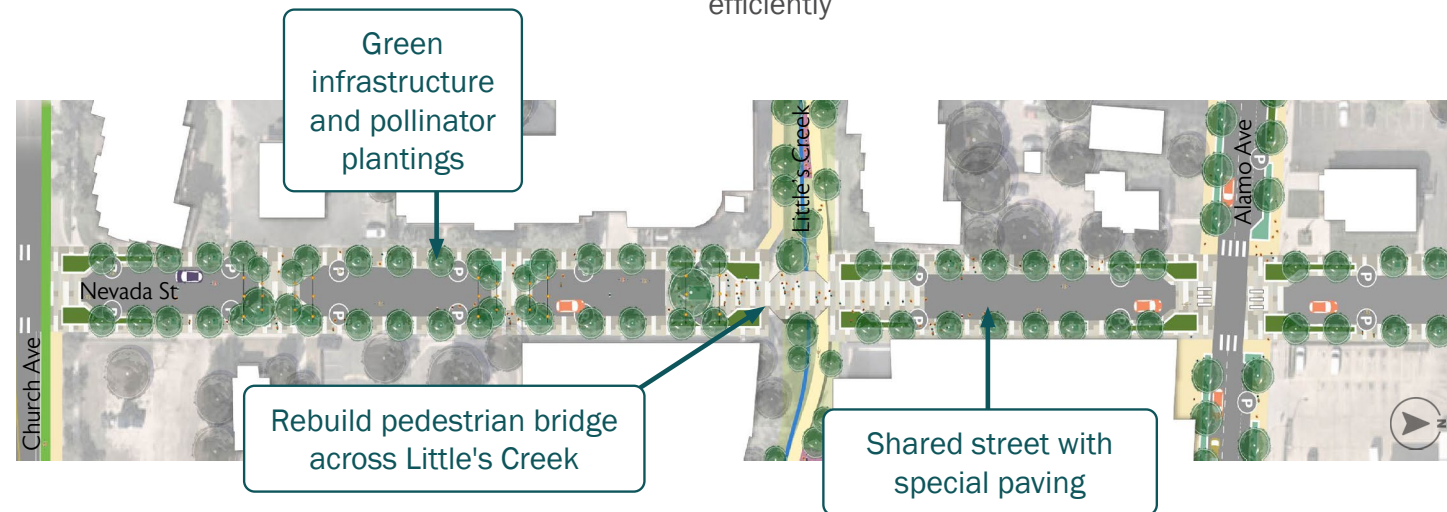 efficiently
Green
infrastructure
and pollinator
plantings
Little's Creek
Alamo Ave
P
P
P
P
P
Nevada St
P
P
P
P
P
P
Church Ave
Rebuild pedestrian bridge
across Little's Creek
Shared street with
special paving
N